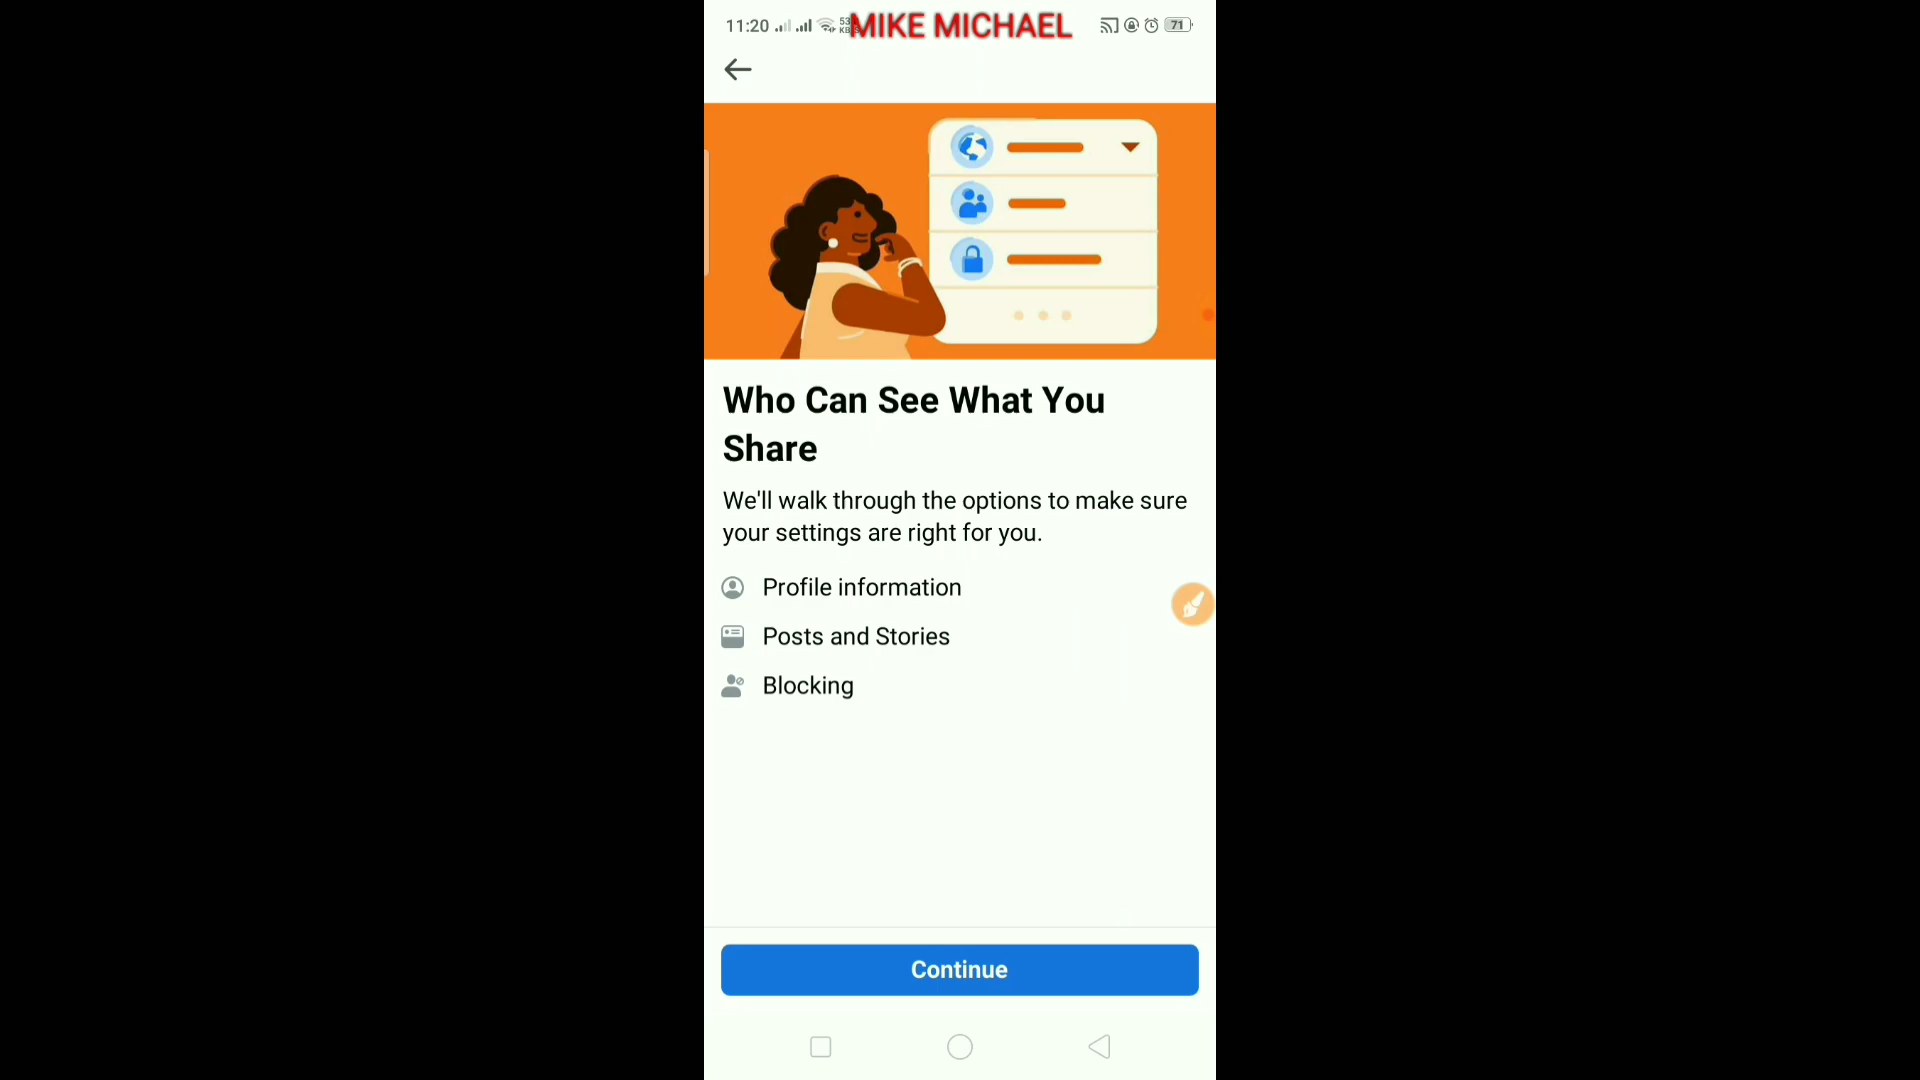 11:20
MIKE MICHAEL
71
Who Can See What You
Share
We'll walk through the options to make sure
your settings are right for you.
Profile information
Posts and Stories
Blocking
Continue